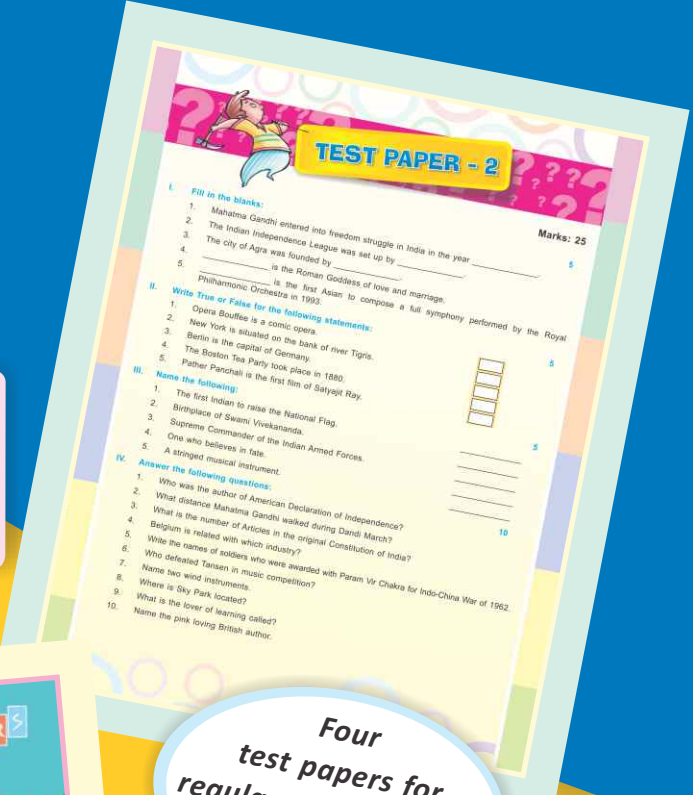 TEST PAPER - 2
Marks: 25
I. Fill in the blanks: 5
1. Mahatma Gandhi entered into freedom struggle in India in the year ____________.
2. The Indian Independence League was set up by ____________.
3. The city of Agra was founded by ____________.
4. ____________ is the Roman Goddess of love and marriage.
5. ____________ is the first Asian to compose a full symphony performed by the Royal
Philharmonic Orchestra in 1993.
II. Write True or False for the following statements: 5
1. Opera Bouffée is a comic opera.
2. New York is situated on the bank of river Tigris.
3. Berlin is the capital of Germany.
4. The Boston Tea Party took place in 1880.
5. Pather Panchali is the first film of Satyajit Ray.
III. Name the following: 5
1. The first Indian to raise the National Flag. ____________
2. Birthplace of Swami Vivekananda. ____________
3. Supreme Commander of the Indian Armed Forces. ____________
4. One who believes in fate. ____________
5. A stringed musical instrument. ____________
IV. Answer the following questions: 10
1. Who was the author of American Declaration of Independence?
2. What distance Mahatma Gandhi walked during Dandi March?
3. What is the number of Articles in the original Constitution of India?
4. Belgium is related with which industry?
5. Write the names of soldiers who were awarded with Param Vir Chakra for Indo-China War of 1962.
6. Who defeated Tansen in music competition?
7. Name two wind instruments.
8. Where is Sky Park located?
9. What is the lover of learning called?
10. Name the pink loving British author.
S
Four
test papers for